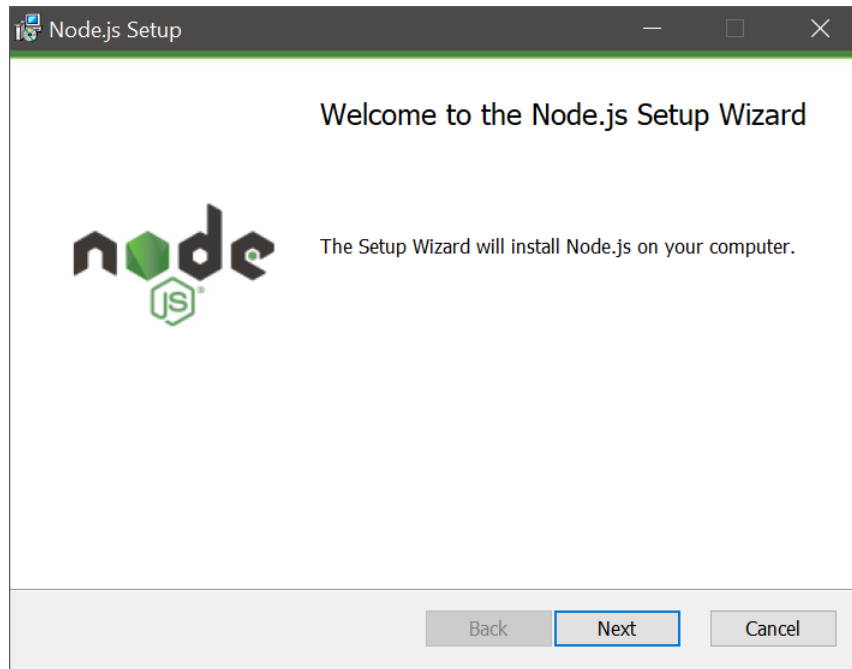 Node.js Setup
Welcome to the Node.js Setup Wizard
The Setup Wizard will install Node.js on your computer.
node
JS®
Back Next Cancel